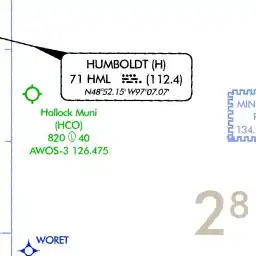 HUMBOLDT (H)
71 HML (112.4)
N48°52.15' W97°07.07'
Hallock Muni
(HCO)
820 Ⓛ 40
AWOS-3 126.475
MIN
134.
2⁸
WORET